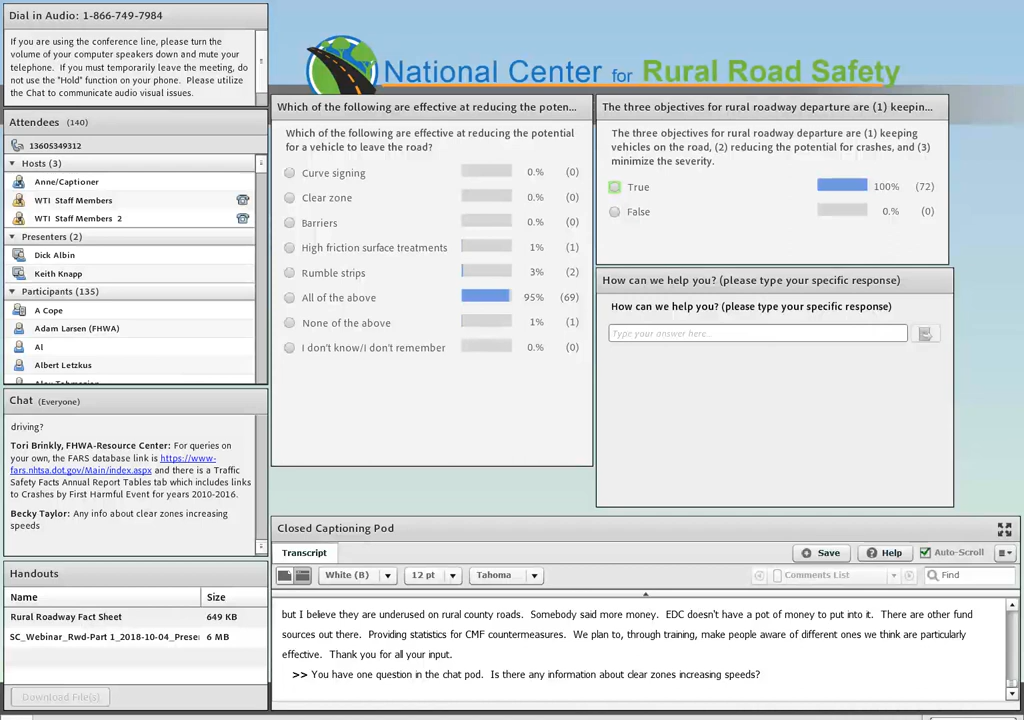 Dial in Audio: 1-866-749-7984
If you are using the conference line, please turn the
volume of your computer speakers down and mute your
telephone.  If you must temporarily leave the meeting, do
not use the "Hold" function on your phone.  Please utilize
the Chat to communicate audio visual issues.
Attendees (140)
13605349312
Hosts (3)
Anne/Captioner
WTI Staff Members
WTI Staff Members 2
Presenters (2)
Dick Albin
Keith Knapp
Participants (135)
A Cope
Adam Larsen (FHWA)
Al
Albert Letzkus
Chat (Everyone)
driving?
Tori Brinkly, FHWA-Resource Center: For queries on
your own, the FARS database link is https://www-
fars.nhtsa.dot.gov/Main/index.aspx and there is a Traffic
Safety Facts Annual Report Tables tab which includes links
to Crashes by First Harmful Event for years 2010-2016.
Becky Taylor: Any info about clear zones increasing
speeds
Handouts
Name Size
Rural Roadway Fact Sheet 649 KB
SC_Webinar_Rwd-Part 1_2018-10-04_Prese 6 MB
Download File(s)
National Center for Rural Road Safety
Which of the following are effective at reducing the poten...
Which of the following are effective at reducing the potential
for a vehicle to leave the road?
Curve signing 0.% (0)
Clear zone 0.% (0)
Barriers 0.% (0)
High friction surface treatments 1% (1)
Rumble strips 3% (2)
All of the above 95% (69)
None of the above 1% (1)
I don't know/I don't remember 0.% (0)
The three objectives for rural roadway departure are (1) keepin...
The three objectives for rural roadway departure are (1) keeping
vehicles on the road, (2) reducing the potential for crashes, and (3)
minimize the severity.
True 100% (72)
False 0.% (0)
How can we help you? (please type your specific response)
How can we help you? (please type your specific response)
Type your answer here...
Closed Captioning Pod
Transcript Save Help Auto-Scroll
White (B) 12 pt Tahoma Comments List Find
but I believe they are underused on rural county roads.  Somebody said more money.  EDC doesn't have a pot of money to put into it.  There are other fund
sources out there.  Providing statistics for CMF countermeasures.  We plan to, through training, make people aware of different ones we think are particularly
effective.  Thank you for all your input.
>> You have one question in the chat pod.  Is there any information about clear zones increasing speeds?